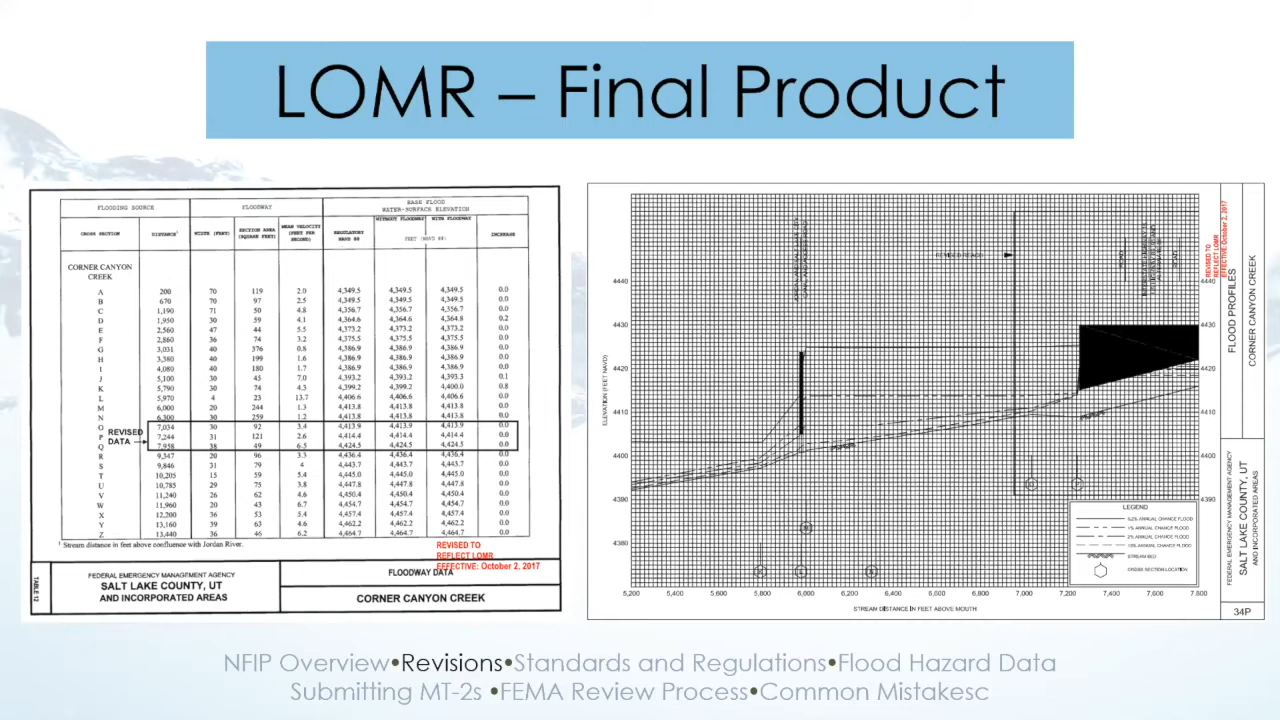 LOMR – Final Product
FLOODING SOURCE
FLOODWAY
BASE FLOOD
WATER-SURFACE ELEVATION
CROSS SECTION
DISTANCE¹
WIDTH (FEET)
SECTION AREA
(SQUARE FEET)
MEAN VELOCITY
(FEET PER
SECOND)
REGULATORY
NAVD 88
WITHOUT FLOODWAY
WITH FLOODWAY
FEET (NAVD 88)
INCREASE
CORNER CANYON
CREEK
A 200 70 119 2.0 4,349.5 4,349.5 4,349.5 0.0
B 670 70 97 2.5 4,349.5 4,349.5 4,349.5 0.0
C 1,190 71 50 4.8 4,356.7 4,356.7 4,356.7 0.0
D 1,950 30 59 4.1 4,364.6 4,364.6 4,364.8 0.2
E 2,560 47 44 5.5 4,373.2 4,373.2 4,373.2 0.0
F 2,860 36 74 3.2 4,375.5 4,375.5 4,375.5 0.0
G 3,031 40 376 0.8 4,386.9 4,386.9 4,386.9 0.0
H 3,380 40 199 1.6 4,386.9 4,386.9 4,386.9 0.0
I 4,080 40 180 1.7 4,386.9 4,386.9 4,386.9 0.0
J 5,100 30 45 7.0 4,393.2 4,393.2 4,393.3 0.1
K 5,790 30 74 4.3 4,399.2 4,399.2 4,400.0 0.8
L 5,970 4 23 13.7 4,406.6 4,406.6 4,406.6 0.0
M 6,000 20 244 1.3 4,413.8 4,413.8 4,413.8 0.0
N 6,300 30 259 1.2 4,413.8 4,413.8 4,413.8 0.0
O 7,034 30 92 3.4 4,413.9 4,413.9 4,413.9 0.0
P 7,244 31 121 2.6 4,414.4 4,414.4 4,414.4 0.0
Q 7,958 38 49 6.5 4,424.5 4,424.5 4,424.5 0.0
REVISED
DATA
R 9,347 20 96 3.3 4,436.4 4,436.4 4,436.4 0.0
S 9,846 31 79 4 4,443.7 4,443.7 4,443.7 0.0
T 10,205 15 59 5.4 4,445.0 4,445.0 4,445.0 0.0
U 10,785 29 75 3.8 4,447.8 4,447.8 4,447.8 0.0
V 11,240 26 62 4.6 4,450.4 4,450.4 4,450.4 0.0
W 11,960 20 43 6.7 4,454.7 4,454.7 4,454.7 0.0
X 12,200 36 53 5.4 4,457.4 4,457.4 4,457.4 0.0
Y 13,160 39 63 4.6 4,462.2 4,462.2 4,462.2 0.0
Z 13,440 36 46 6.2 4,464.7 4,464.7 4,464.7 0.0
¹ Stream distance in feet above confluence with Jordan River.
REVISED TO
REFLECT LOMR
EFFECTIVE: October 2, 2017
TABLE 12
FEDERAL EMERGENCY MANAGEMENT AGENCY
SALT LAKE COUNTY, UT
AND INCORPORATED AREAS
FLOODWAY DATA
CORNER CANYON CREEK
REVISED REACH
ROAD
ROAD
ELEVATION (FEET NAVD)
4440
4430
4420
4410
4400
4390
4380
4440
4430
4420
4410
4400
4390
5,200 5,400 5,600 5,800 6,000 6,200 6,400 6,600 6,800 7,000 7,200 7,400 7,600 7,800
STREAM DISTANCE IN FEET ABOVE MOUTH
LEGEND
0.2% ANNUAL CHANCE FLOOD
1% ANNUAL CHANCE FLOOD
2% ANNUAL CHANCE FLOOD
10% ANNUAL CHANCE FLOOD
STREAM BED
CROSS SECTION LOCATION
REVISED TO
REFLECT LOMR
EFFECTIVE: October 2, 2017
FLOOD PROFILES
CORNER CANYON CREEK
FEDERAL EMERGENCY MANAGEMENT AGENCY
SALT LAKE COUNTY, UT
AND INCORPORATED AREAS
34P
NFIP Overview•Revisions•Standards and Regulations•Flood Hazard Data
Submitting MT-2s •FEMA Review Process•Common Mistakesc